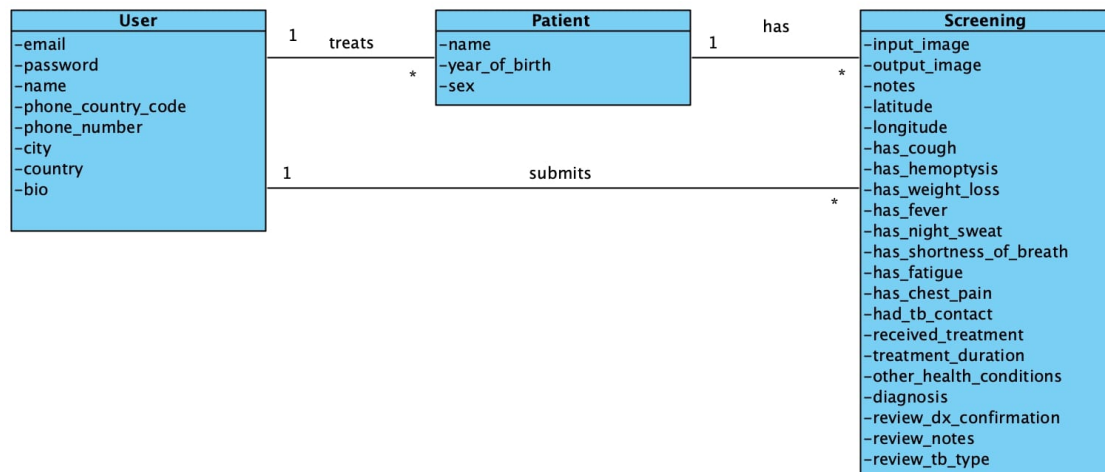 User
-email
-password
-name
-phone_country_code
-phone_number
-city
-country
-bio
1
treats
*
Patient
-name
-year_of_birth
-sex
1
has
*
1
submits
*
Screening
-input_image
-output_image
-notes
-latitude
-longitude
-has_cough
-has_hemoptysis
-has_weight_loss
-has_fever
-has_night_sweat
-has_shortness_of_breath
-has_fatigue
-has_chest_pain
-had_tb_contact
-received_treatment
-treatment_duration
-other_health_conditions
-diagnosis
-review_dx_confirmation
-review_notes
-review_tb_type